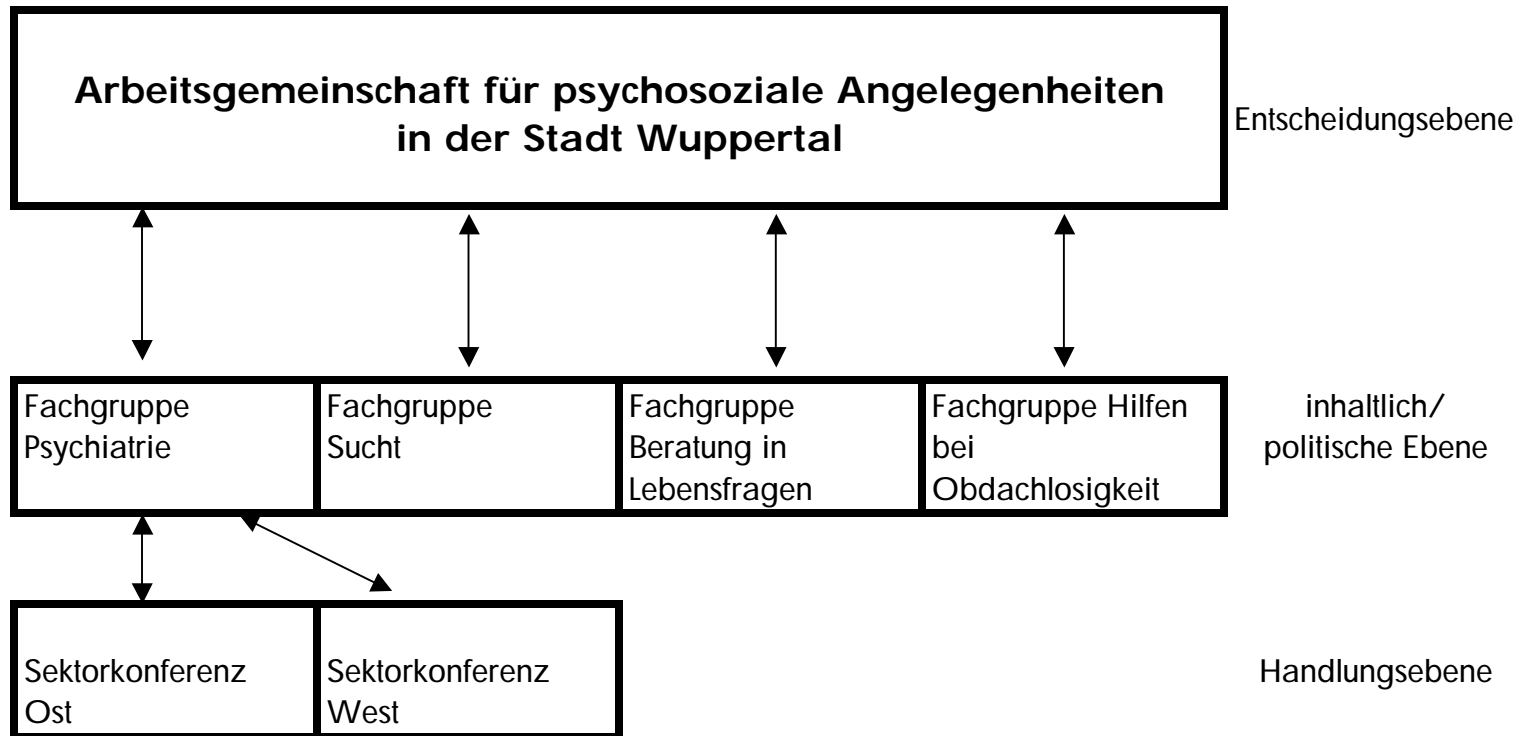 Arbeitsgemeinschaft für psychosoziale Angelegenheiten
in der Stadt Wuppertal
Entscheidungsebene
Fachgruppe
Psychiatrie
Fachgruppe
Sucht
Fachgruppe
Beratung in
Lebensfragen
Fachgruppe Hilfen
bei
Obdachlosigkeit
inhaltlich/
politische Ebene
Sektorkonferenz
Ost
Sektorkonferenz
West
Handlungsebene